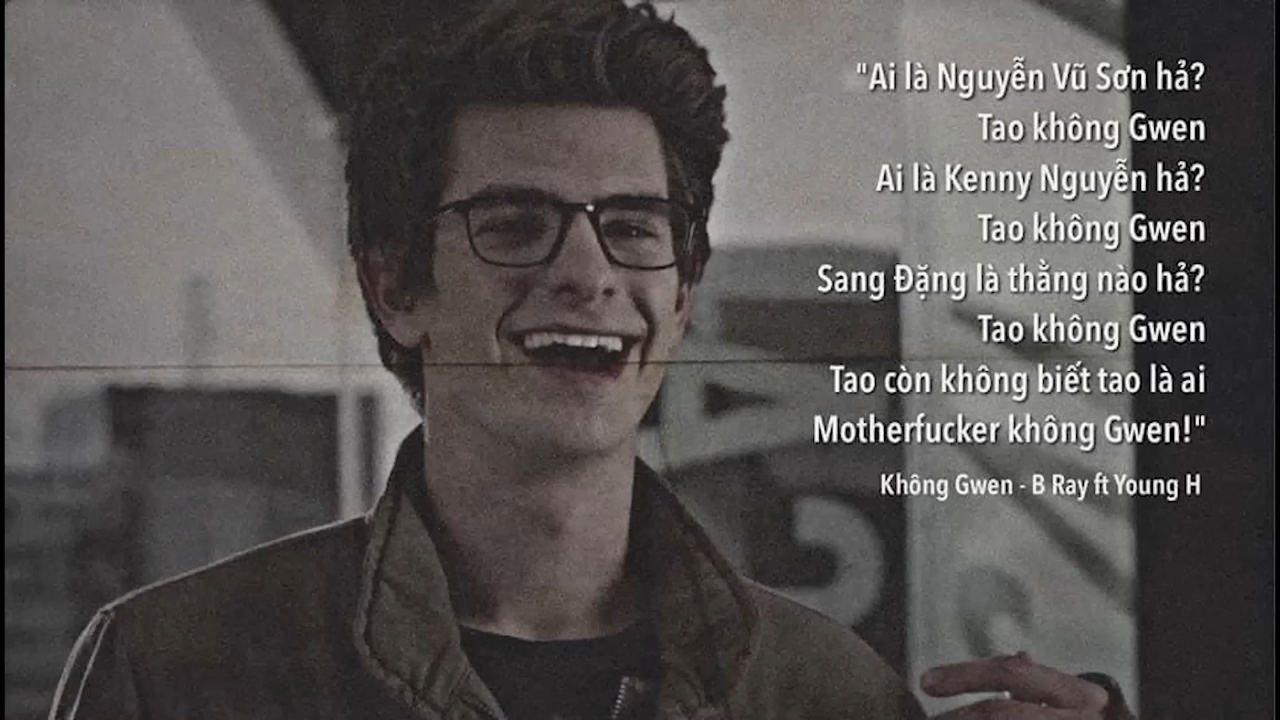 "Ai là Nguyễn Vũ Sơn hả?
Tao không Gwen
Ai là Kenny Nguyễn hả?
Tao không Gwen
Sang Đặng là thằng nào hả?
Tao không Gwen
Tao còn không biết tao là ai
Motherfucker không Gwen!"
Không Gwen - B Ray ft Young H